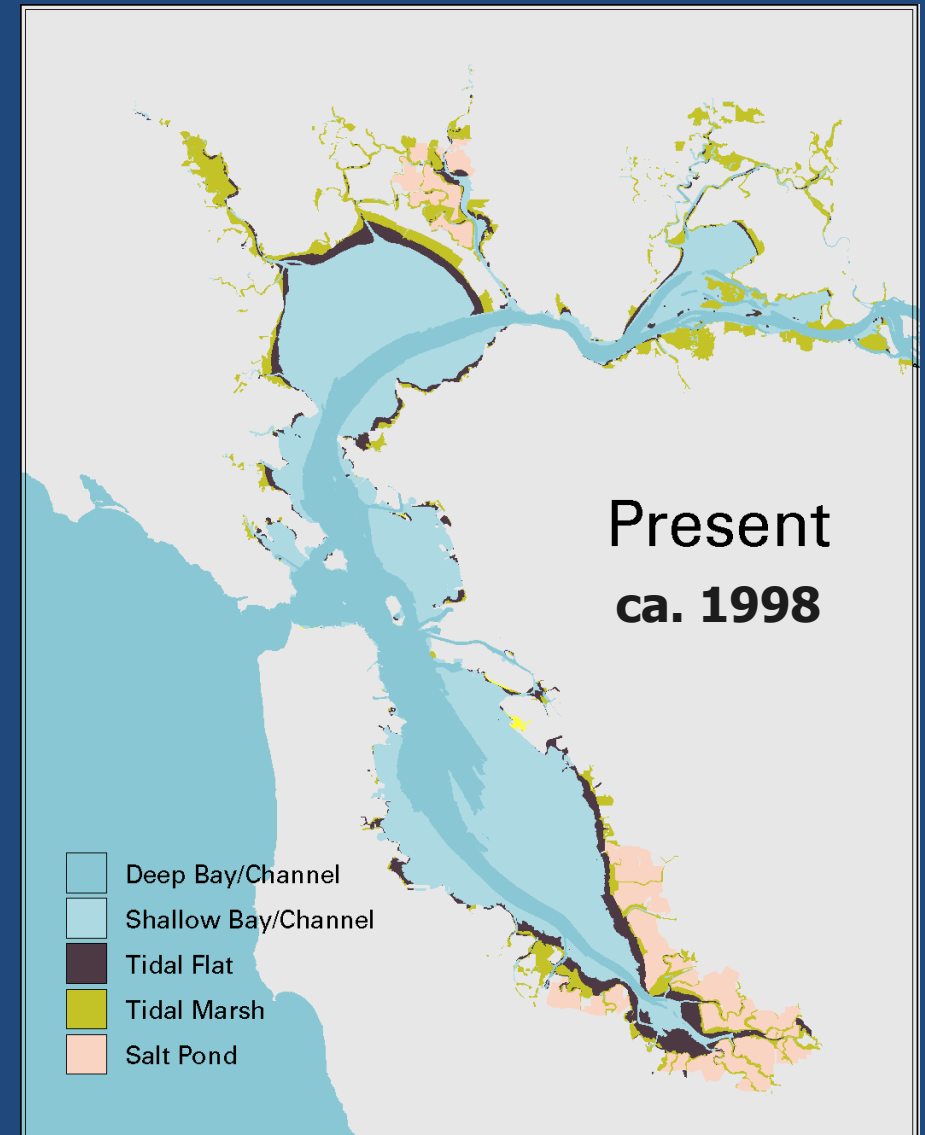 Present
ca. 1998
Deep Bay/Channel
Shallow Bay/Channel
Tidal Flat
Tidal Marsh
Salt Pond